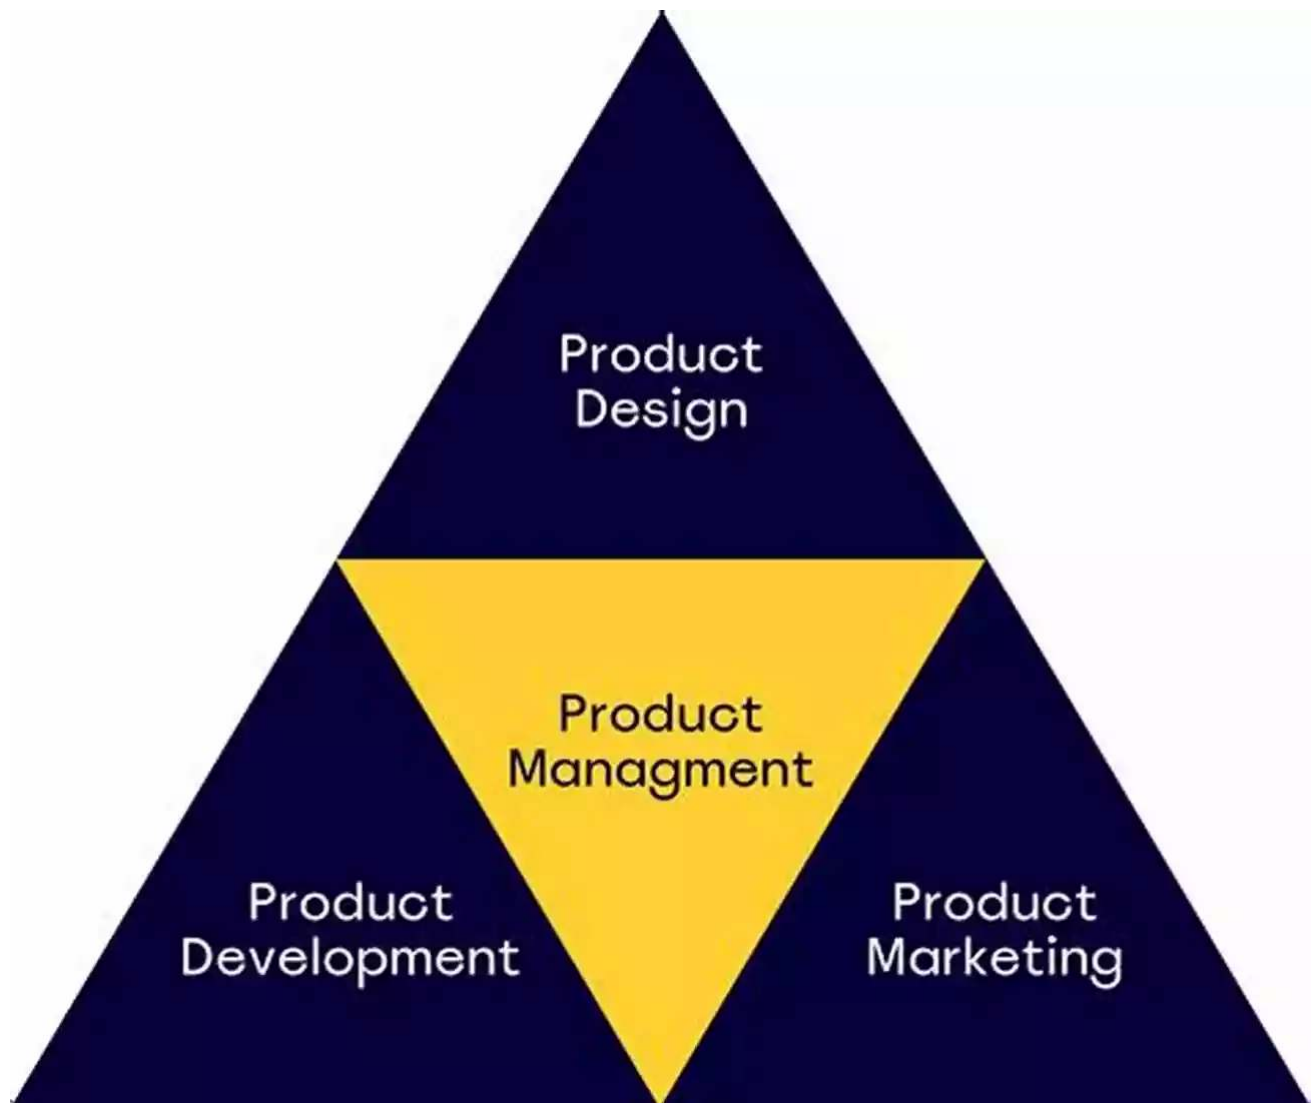 Product
Design
Product
Managment
Product
Development
Product
Marketing